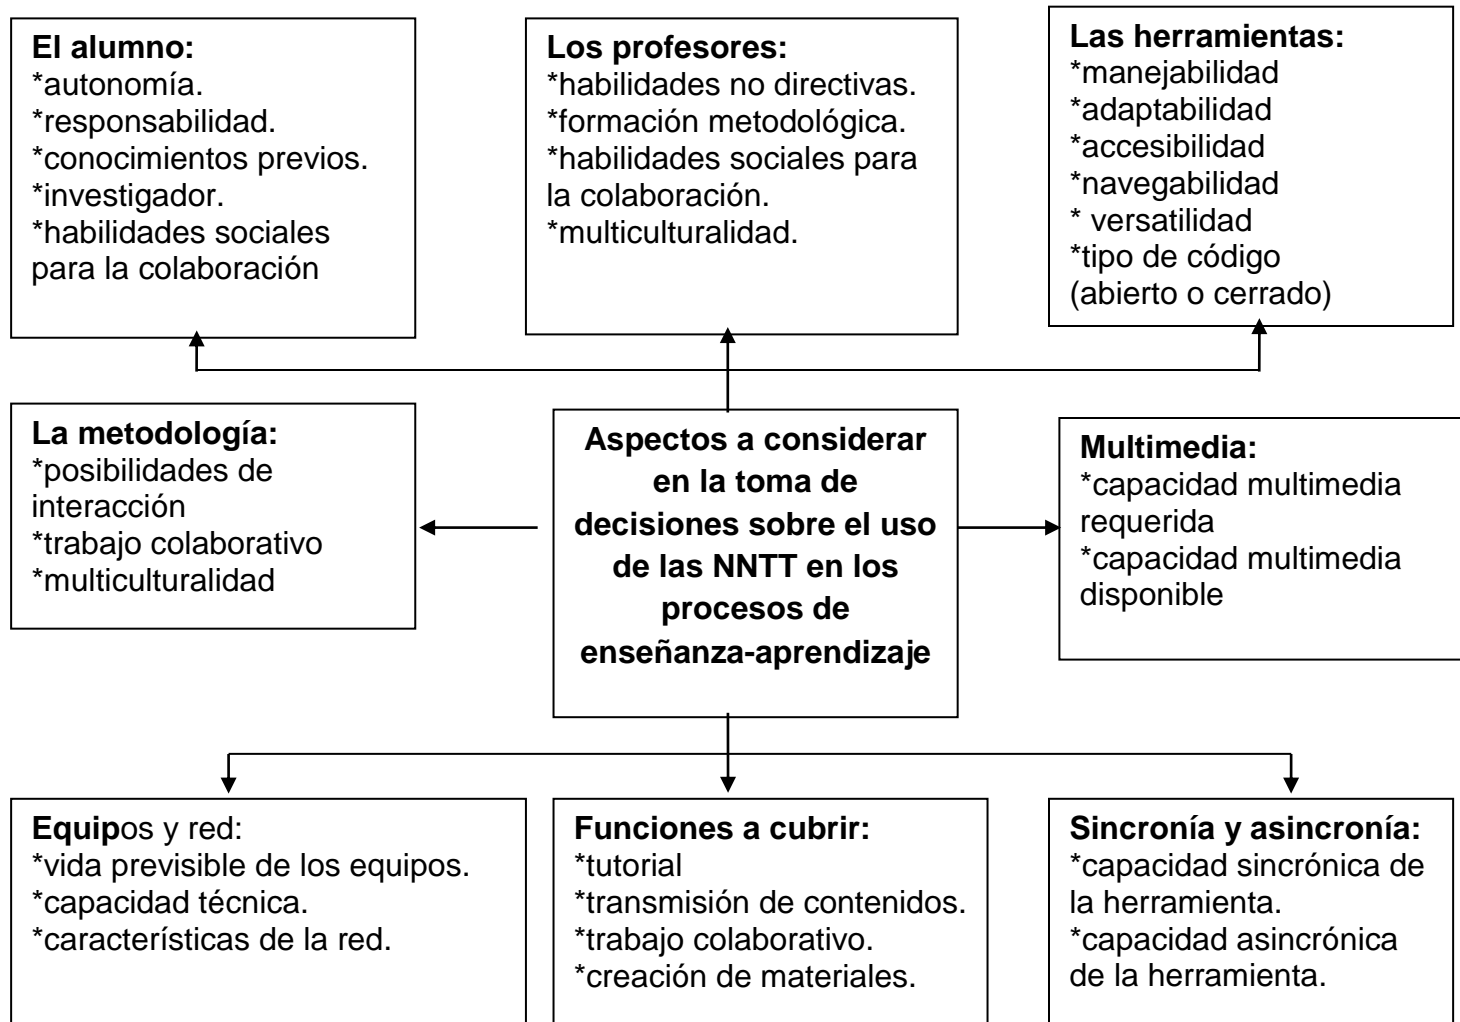 El alumno:
*autonomía.
*responsabilidad.
*conocimientos previos.
*investigador.
*habilidades sociales
para la colaboración
Los profesores:
*habilidades no directivas.
*formación metodológica.
*habilidades sociales para
la colaboración.
*multiculturalidad.
Las herramientas:
*manejabilidad
*adaptabilidad
*accesibilidad
*navegabilidad
* versatilidad
*tipo de código
(abierto o cerrado)
La metodología:
*posibilidades de
interacción
*trabajo colaborativo
*multiculturalidad
Aspectos a considerar
en la toma de
decisiones sobre el uso
de las NNTT en los
procesos de
enseñanza-aprendizaje
Multimedia:
*capacidad multimedia
requerida
*capacidad multimedia
disponible
Equipos y red:
*vida previsible de los equipos.
*capacidad técnica.
*características de la red.
Funciones a cubrir:
*tutorial
*transmisión de contenidos.
*trabajo colaborativo.
*creación de materiales.
Sincronía y asincronía:
*capacidad sincrónica de
la herramienta.
*capacidad asincrónica
de la herramienta.